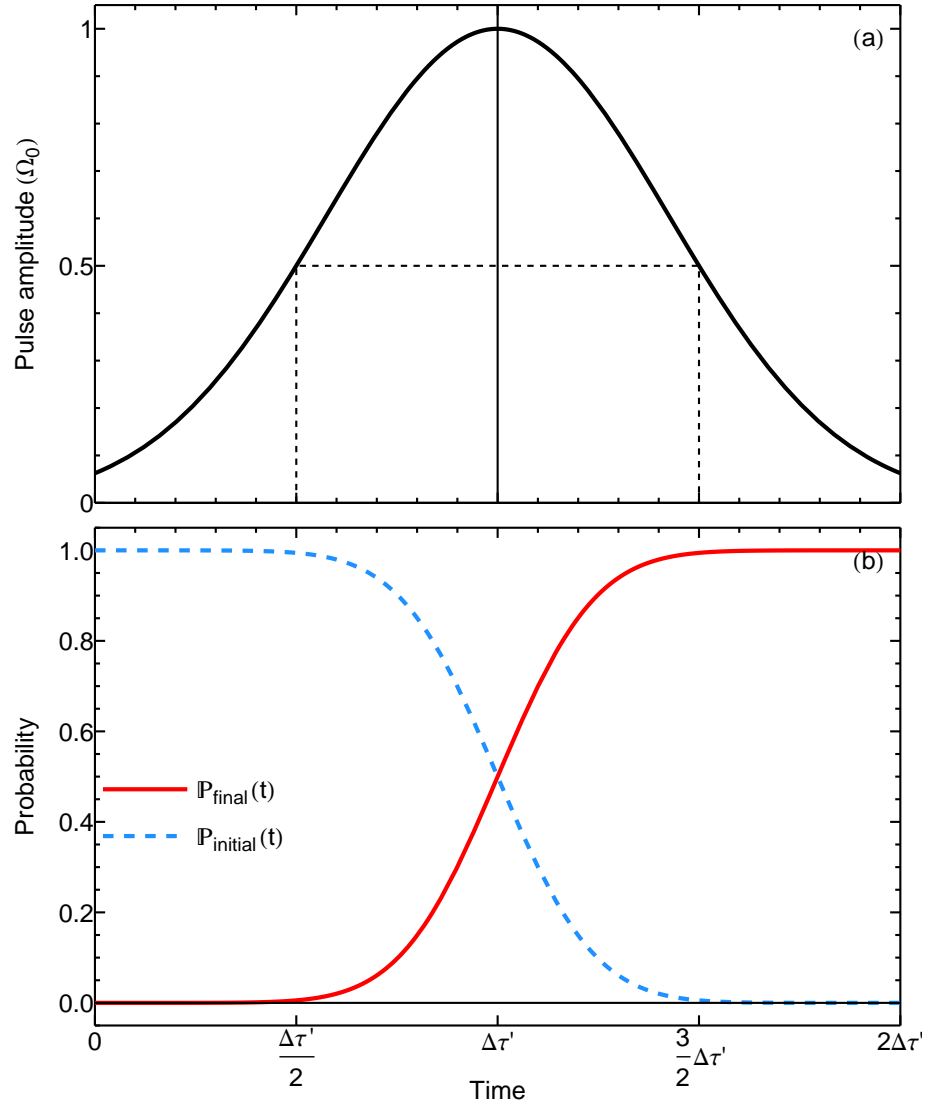 (a)
Pulse amplitude (Ω₀)
1
0.5
0
(b)
Probability
1.0
0.8
0.6
0.4
0.2
0.0
ℙfinal(t)
ℙinitial(t)
0
Δτ'/2
Δτ'
3/2 Δτ'
2Δτ'
Time